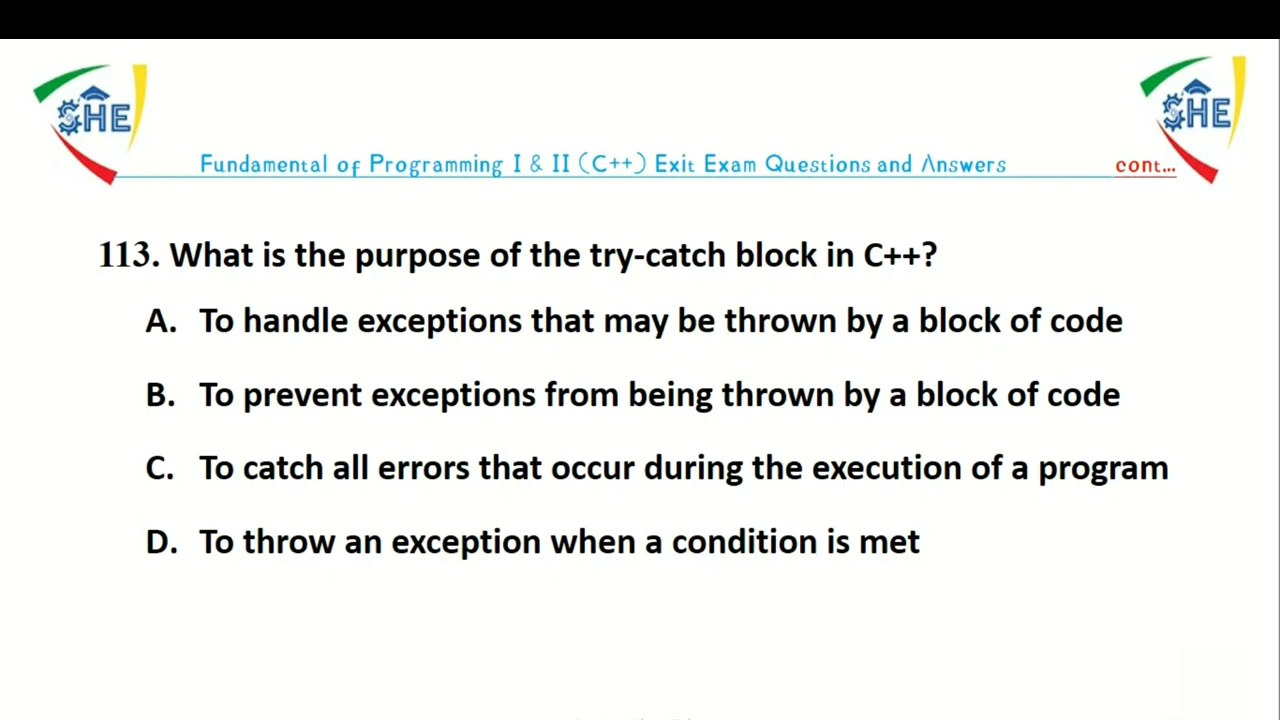 SHE
SHE
Fundamental of Programming I & II (C++) Exit Exam Questions and Answers cont...
113. What is the purpose of the try-catch block in C++?
A. To handle exceptions that may be thrown by a block of code
B. To prevent exceptions from being thrown by a block of code
C. To catch all errors that occur during the execution of a program
D. To throw an exception when a condition is met